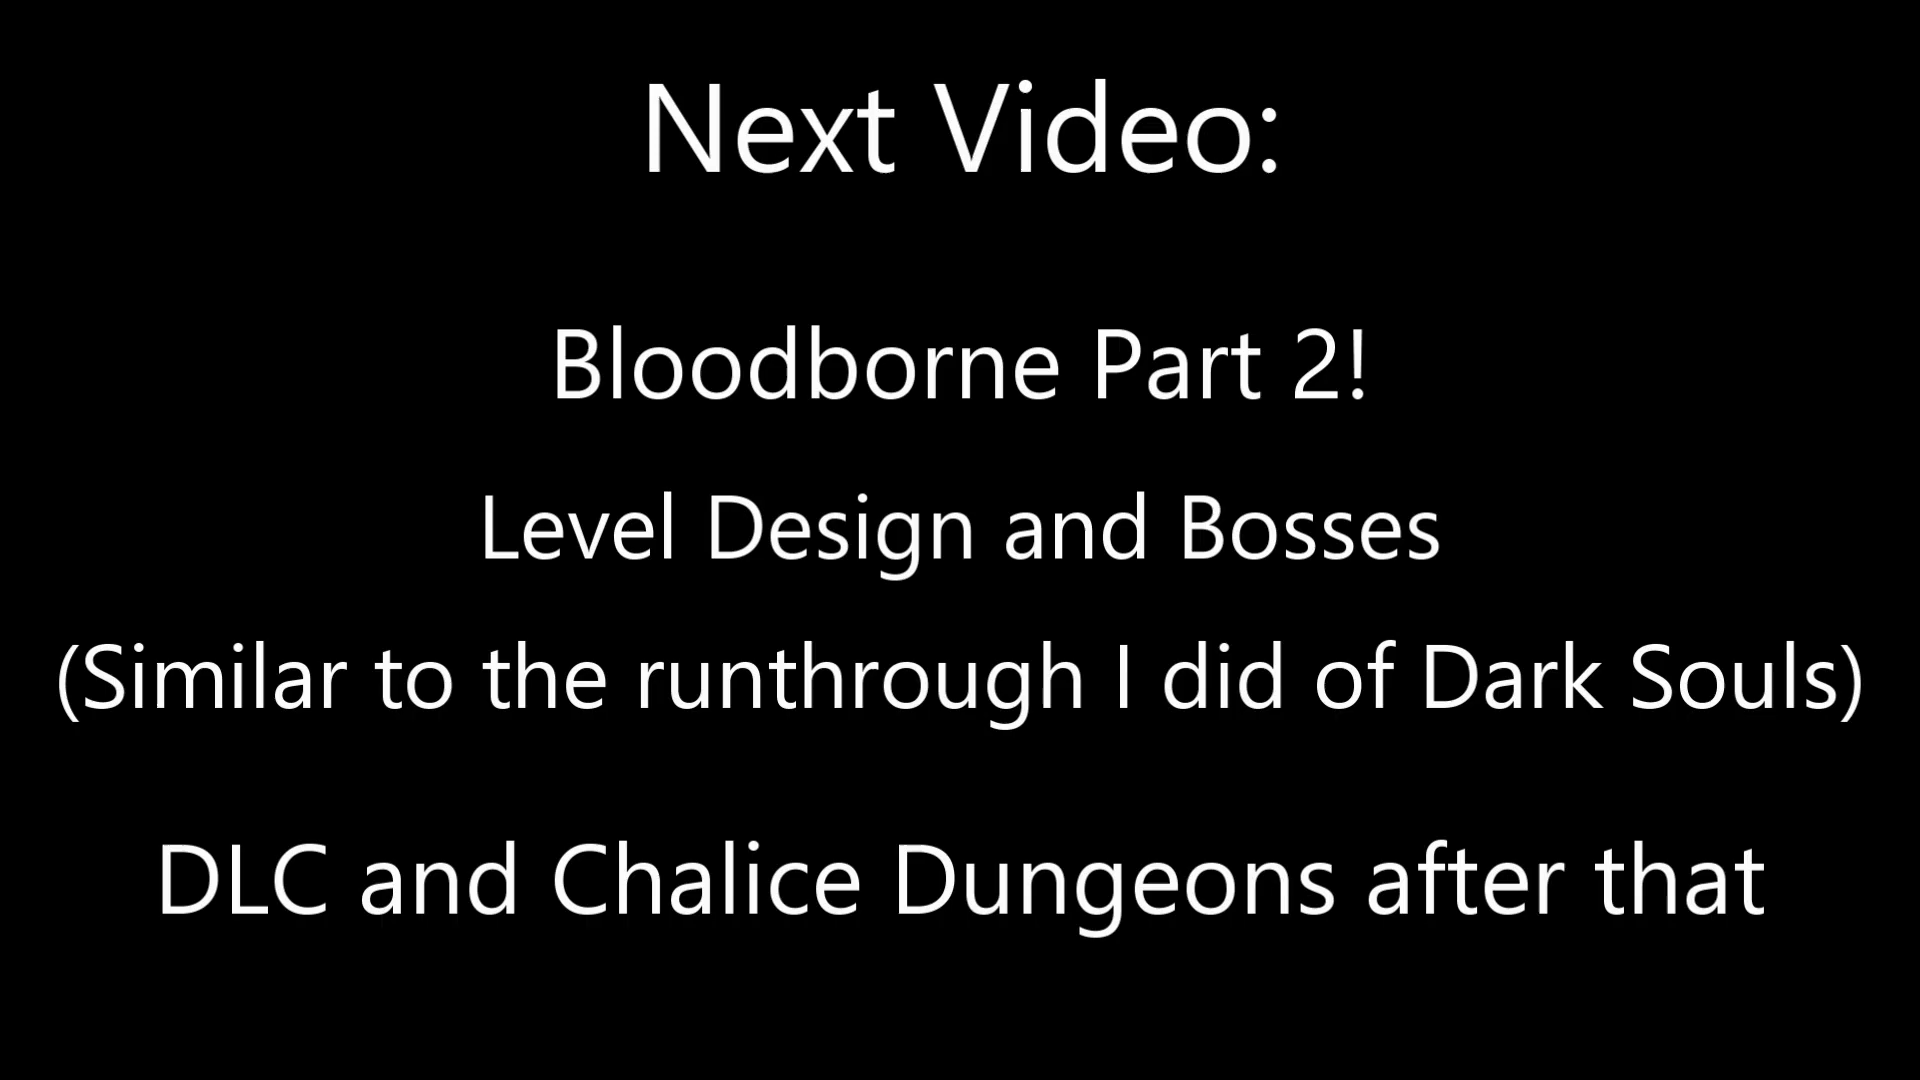 Next Video:
Bloodborne Part 2!
Level Design and Bosses
(Similar to the runthrough I did of Dark Souls)
DLC and Chalice Dungeons after that